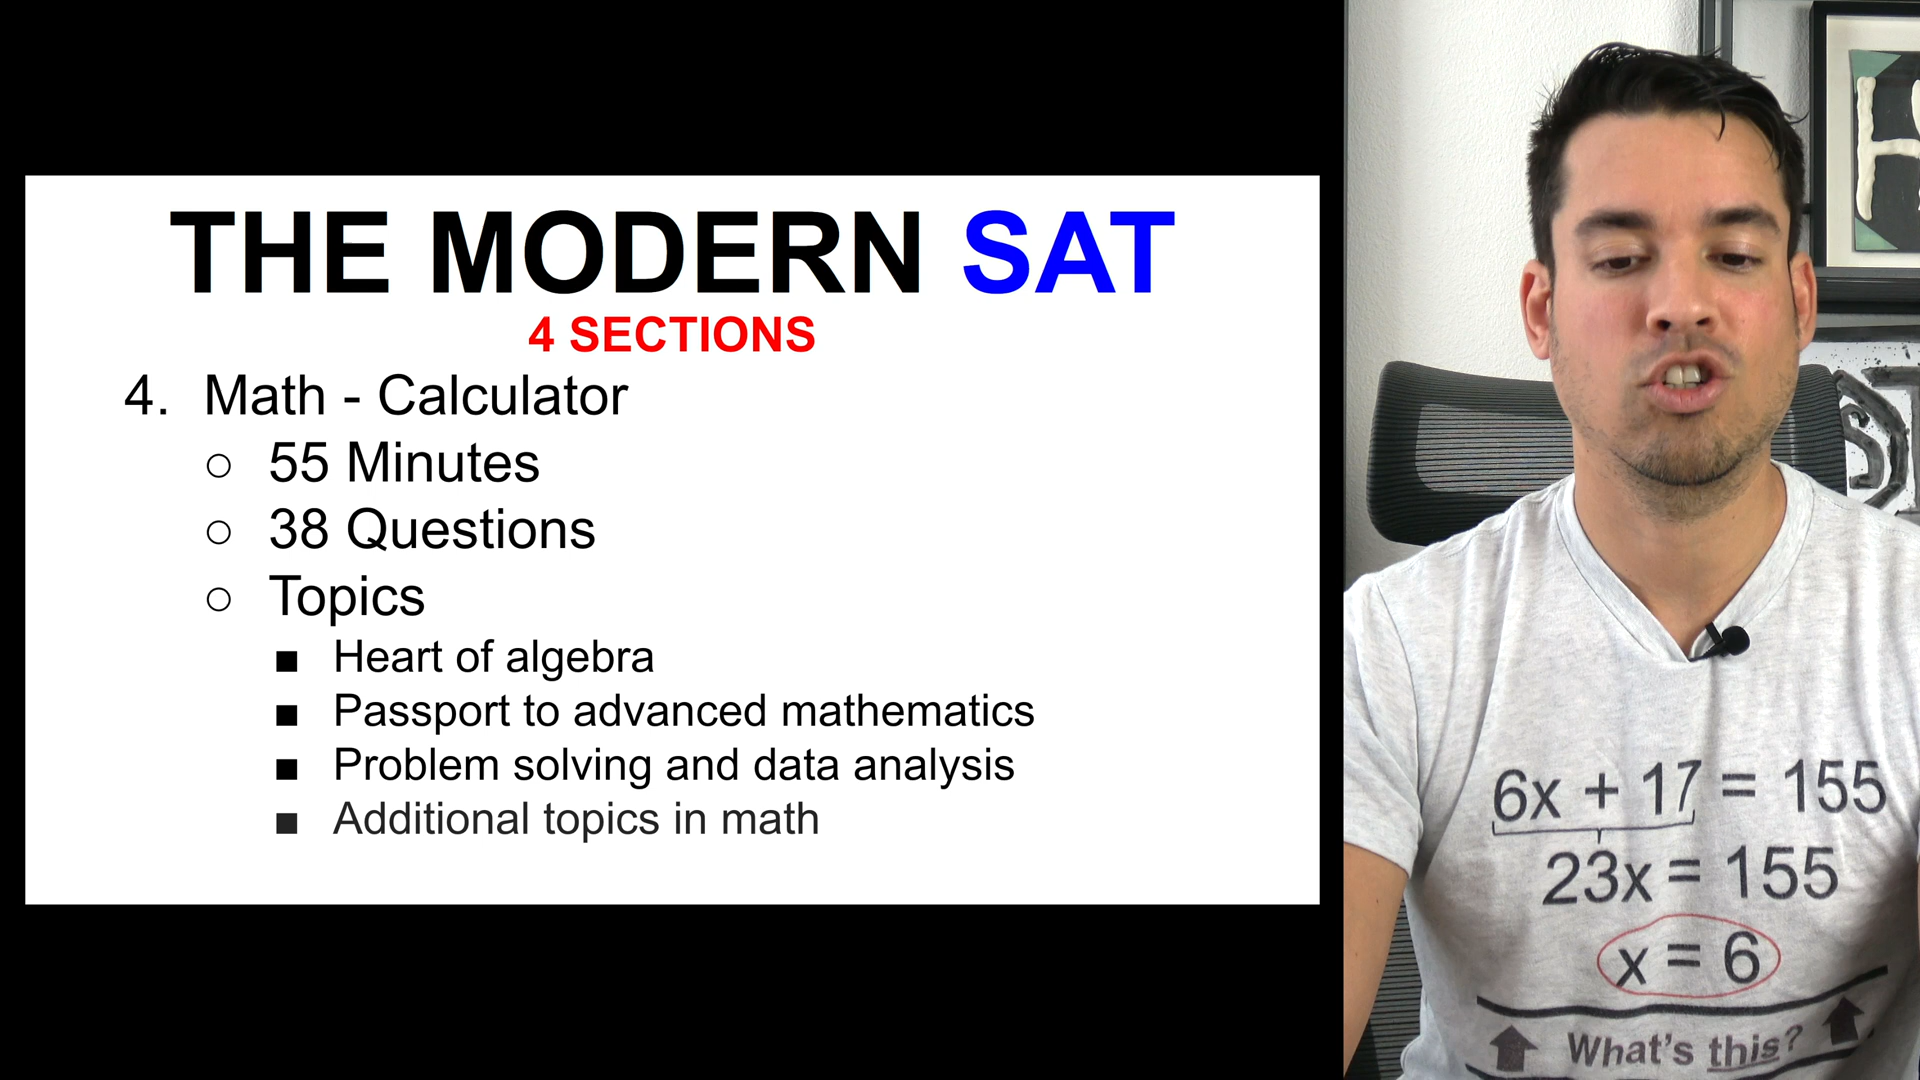 THE MODERN SAT
4 SECTIONS
4. Math - Calculator
○ 55 Minutes
○ 38 Questions
○ Topics
■ Heart of algebra
■ Passport to advanced mathematics
■ Problem solving and data analysis
■ Additional topics in math
6x + 17 = 155
23x = 155
x = 6
What's this?